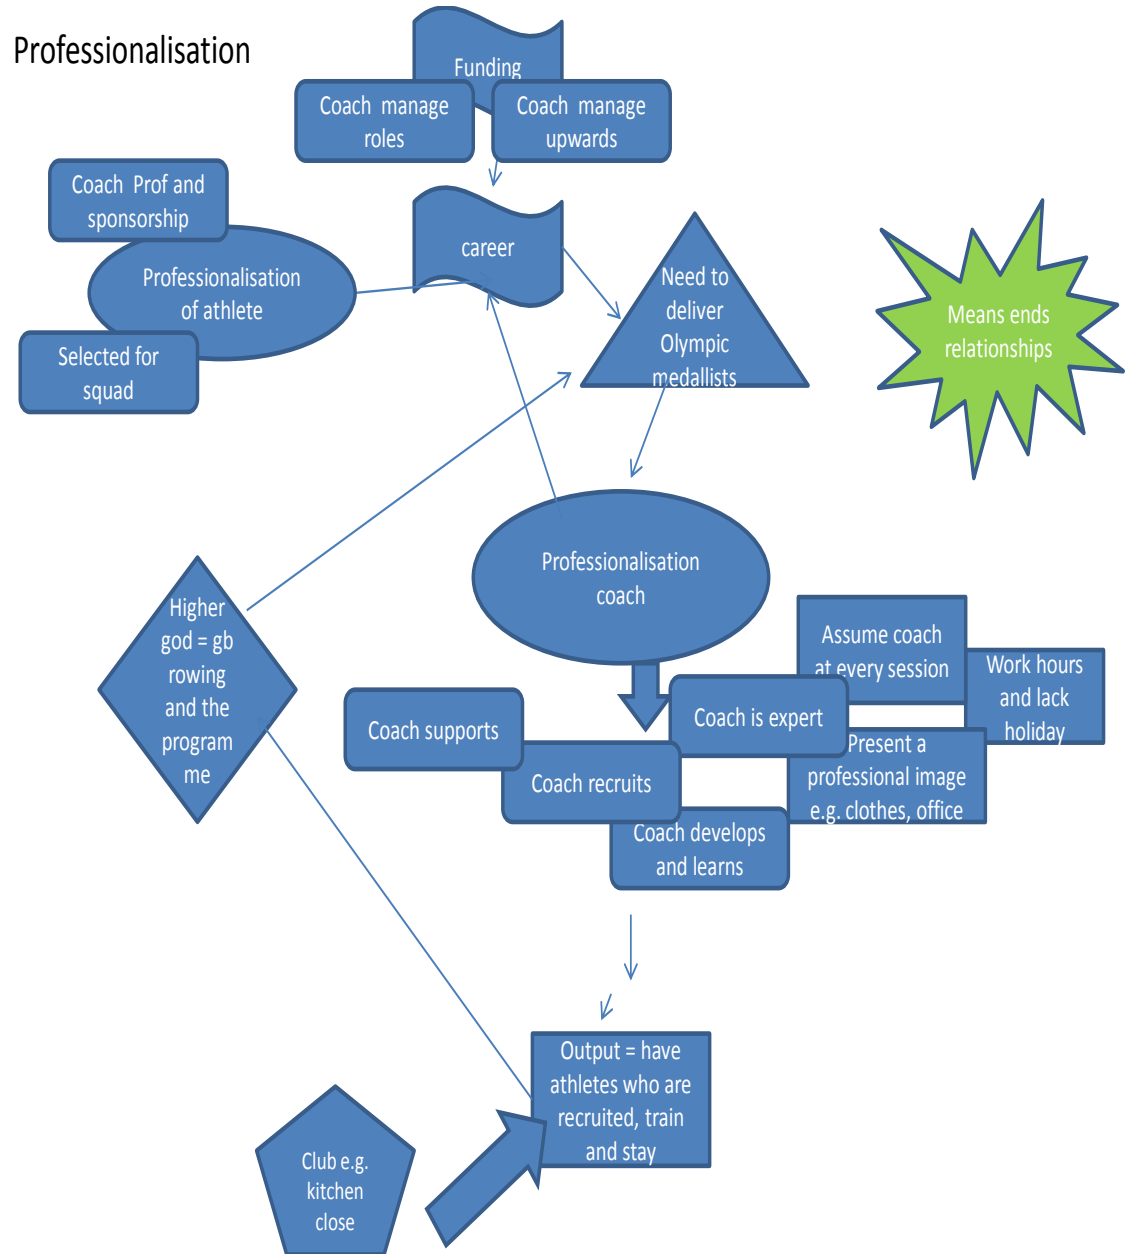 Professionalisation
Funding
Coach manage
roles
Coach manage
upwards
Coach Prof and
sponsorship
Professionalisation
of athlete
Selected for
squad
career
Need to
deliver
Olympic
medallists
Means ends
relationships
Professionalisation
coach
Higher
god = gb
rowing
and the
program
me
Assume coach
at every session
Work hours
and lack
holiday
Coach is expert
Coach supports
Present a
professional image
e.g. clothes, office
Coach recruits
Coach develops
and learns
Output = have
athletes who are
recruited, train
and stay
Club e.g.
kitchen
close